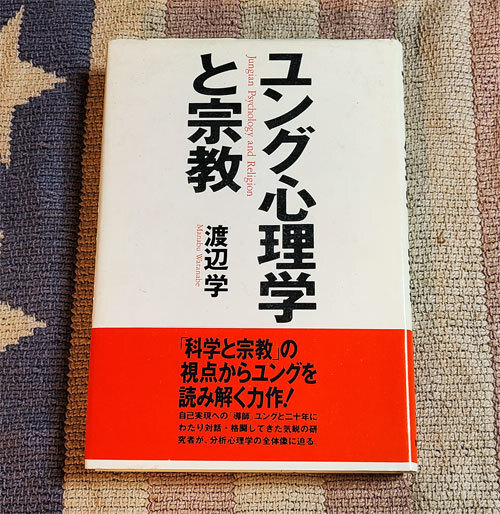 ユング心理学
Jungian Psychology and Religion
と宗教
渡辺学
Manabu Watanabe
「科学と宗教」の
視点からユングを
読み解く力作!
自己実現への「導師」ユングと二十年に
わたり対話・格闘してきた気鋭の研
究者が、分析心理学の全体像に迫る。